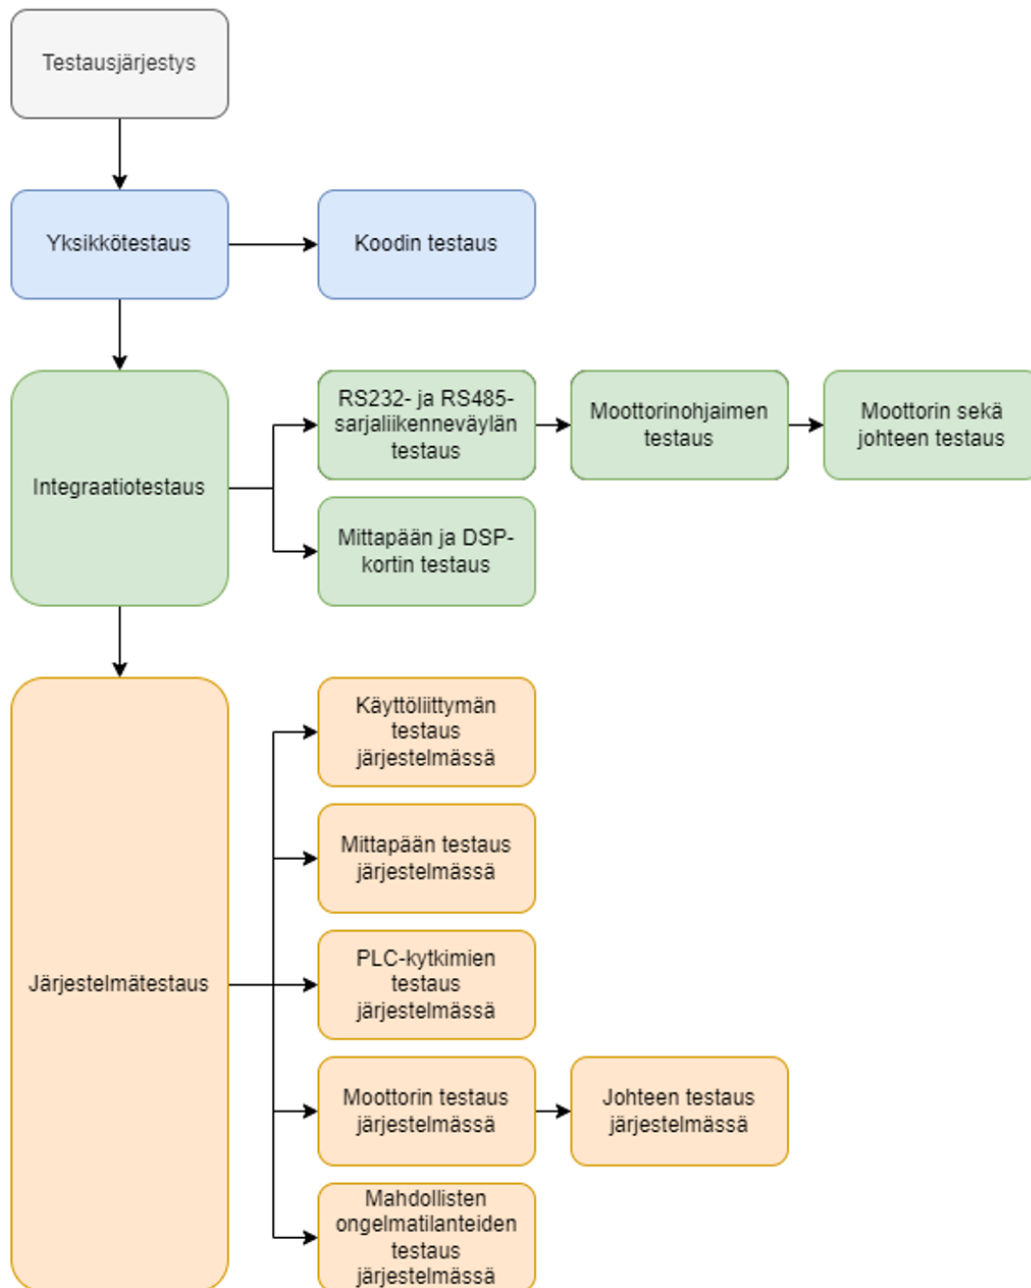 Testausjärjestys
Yksikkötestaus
Koodin testaus
Integraatiotestaus
RS232- ja RS485-
sarjaliikenneväylän
testaus
Moottorinohjaimen
testaus
Moottorin sekä
johteen testaus
Mittapään ja DSP-
kortin testaus
Järjestelmätestaus
Käyttöliittymän
testaus
järjestelmässä
Mittapään testaus
järjestelmässä
PLC-kytkimien
testaus
järjestelmässä
Moottorin testaus
järjestelmässä
Johteen testaus
järjestelmässä
Mahdollisten
ongelmatilanteiden
testaus
järjestelmässä